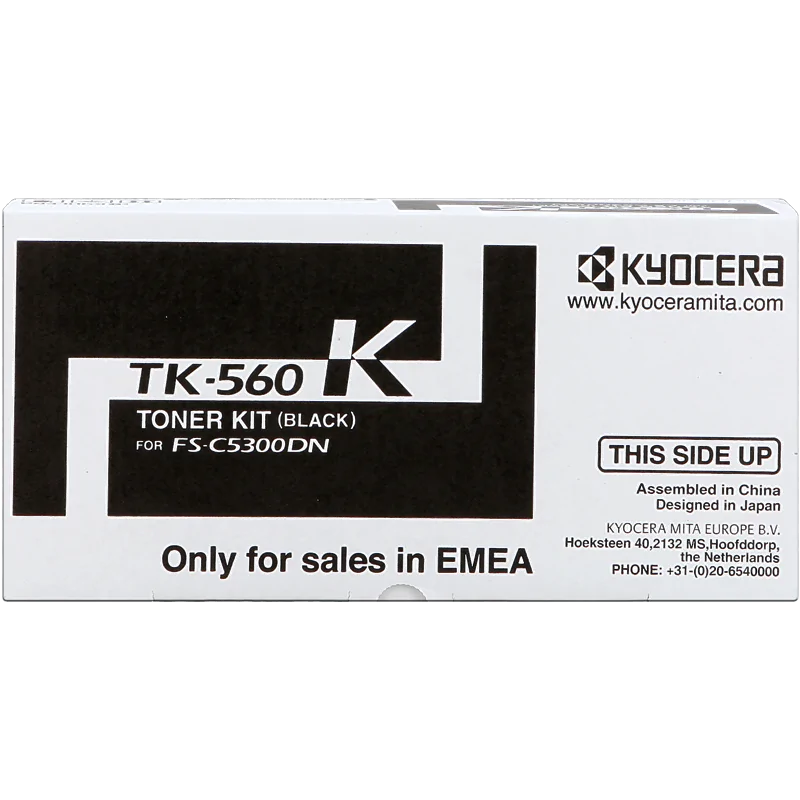 KYOCERA
www.kyoceramita.com
TK-560 K
TONER KIT (BLACK)
FOR FS-C5300DN
THIS SIDE UP
Assembled in China
Designed in Japan
KYOCERA MITA EUROPE B.V.
Hoeksteen 40,2132 MS,Hoofddorp,
the Netherlands
PHONE: +31-(0)20-6540000
Only for sales in EMEA